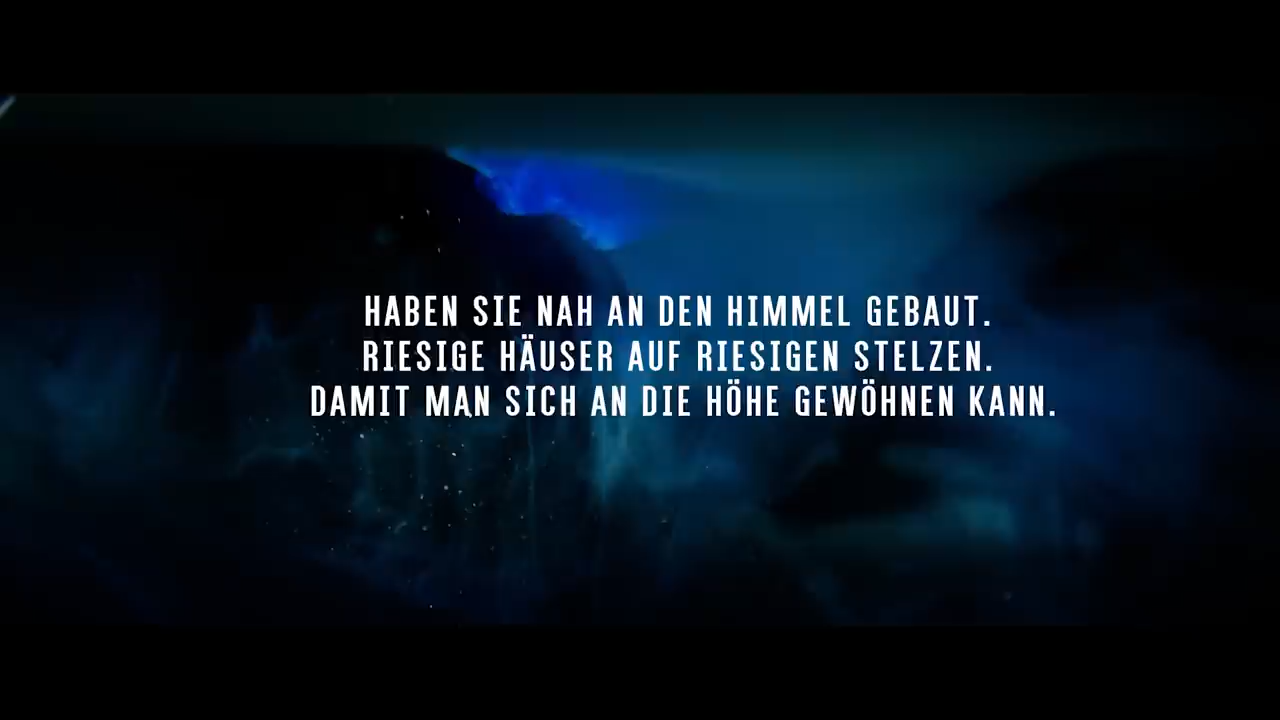 HABEN SIE NAH AN DEN HIMMEL GEBAUT.
RIESIGE HÄUSER AUF RIESIGEN STELZEN.
DAMIT MAN SICH AN DIE HÖHE GEWÖHNEN KANN.